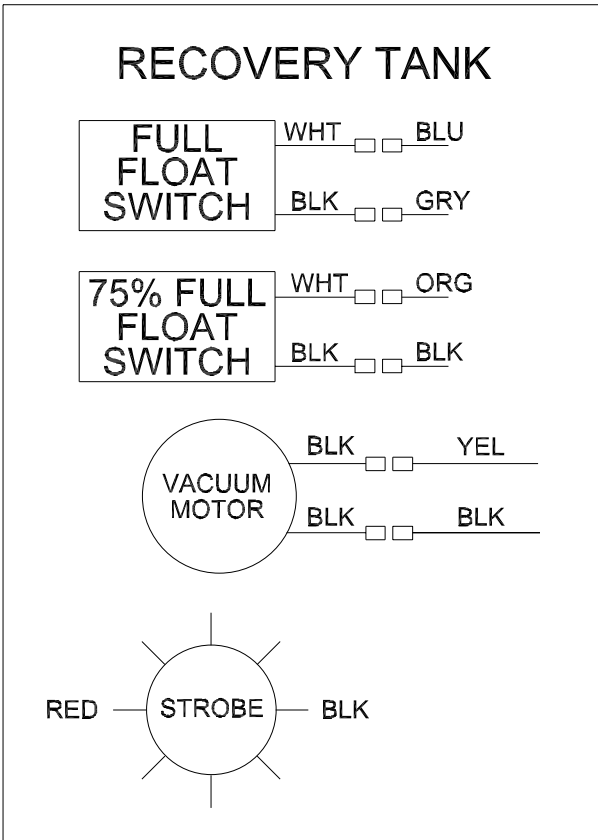 RECOVERY TANK
FULL FLOAT SWITCH
WHT BLU
BLK GRY
75% FULL FLOAT SWITCH
WHT ORG
BLK BLK
VACUUM MOTOR
BLK YEL
BLK BLK
RED STROBE BLK